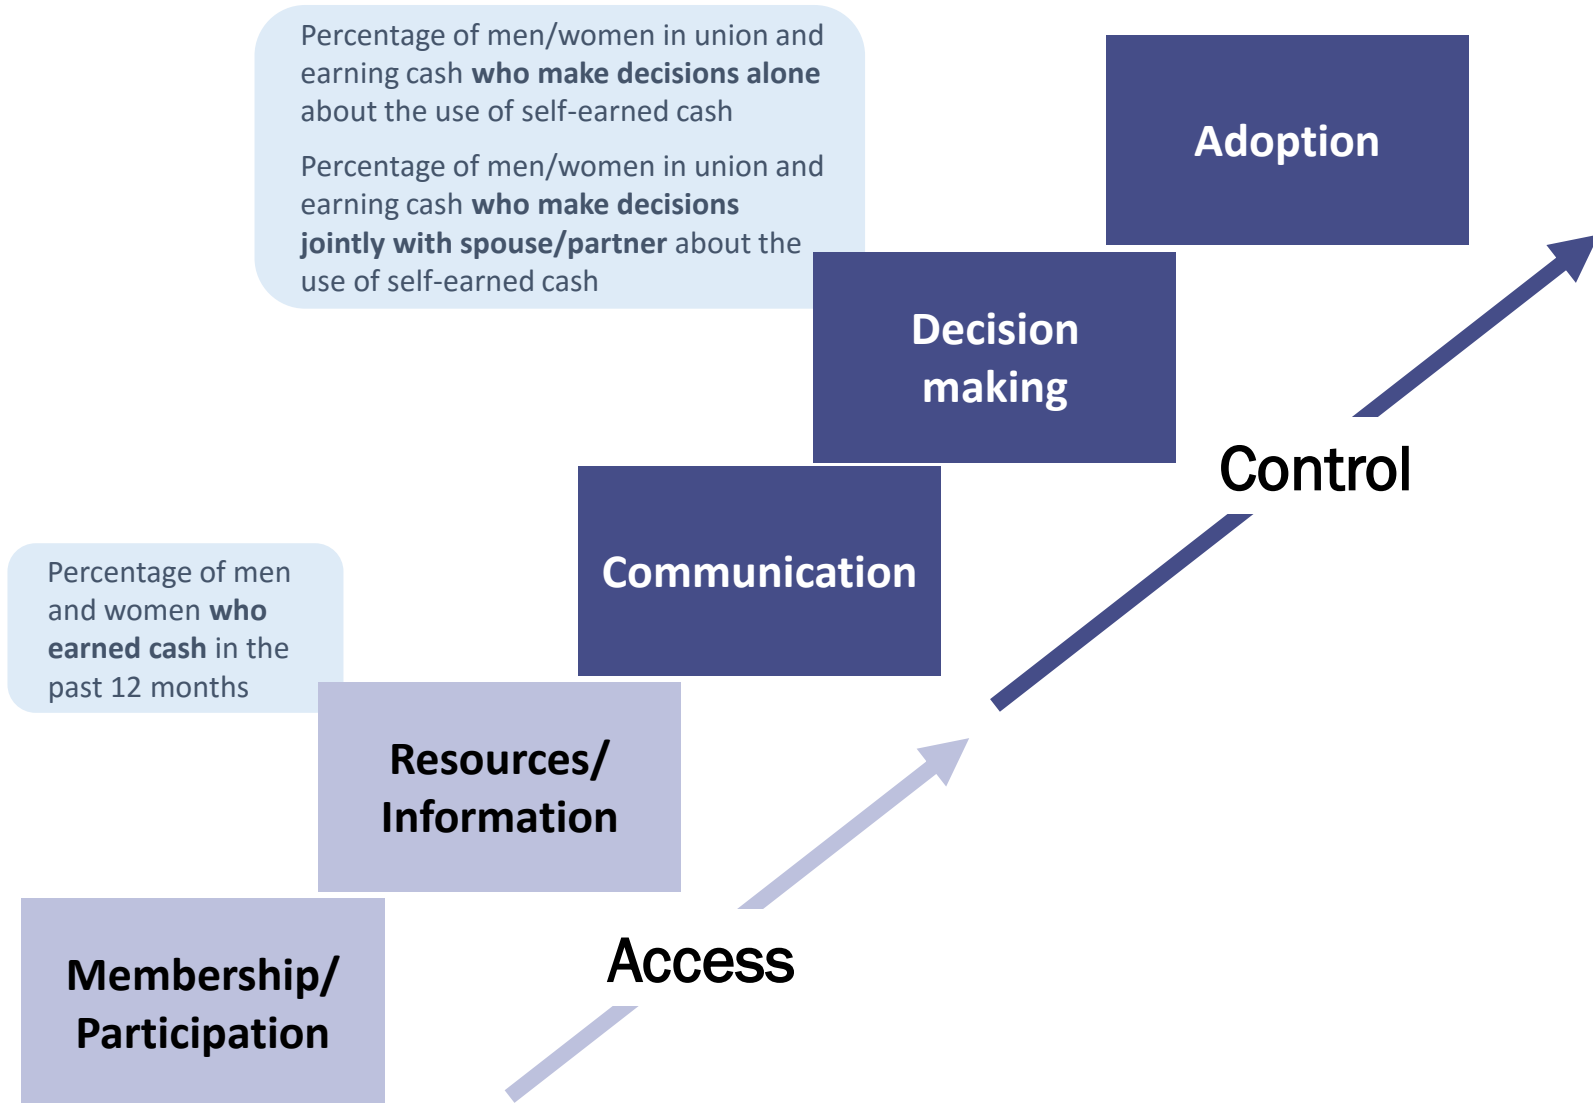 Percentage of men/women in union and
earning cash who make decisions alone
about the use of self-earned cash
Percentage of men/women in union and
earning cash who make decisions
jointly with spouse/partner about the
use of self-earned cash
Adoption
Decision
making
Control
Communication
Percentage of men
and women who
earned cash in the
past 12 months
Resources/
Information
Access
Membership/
Participation